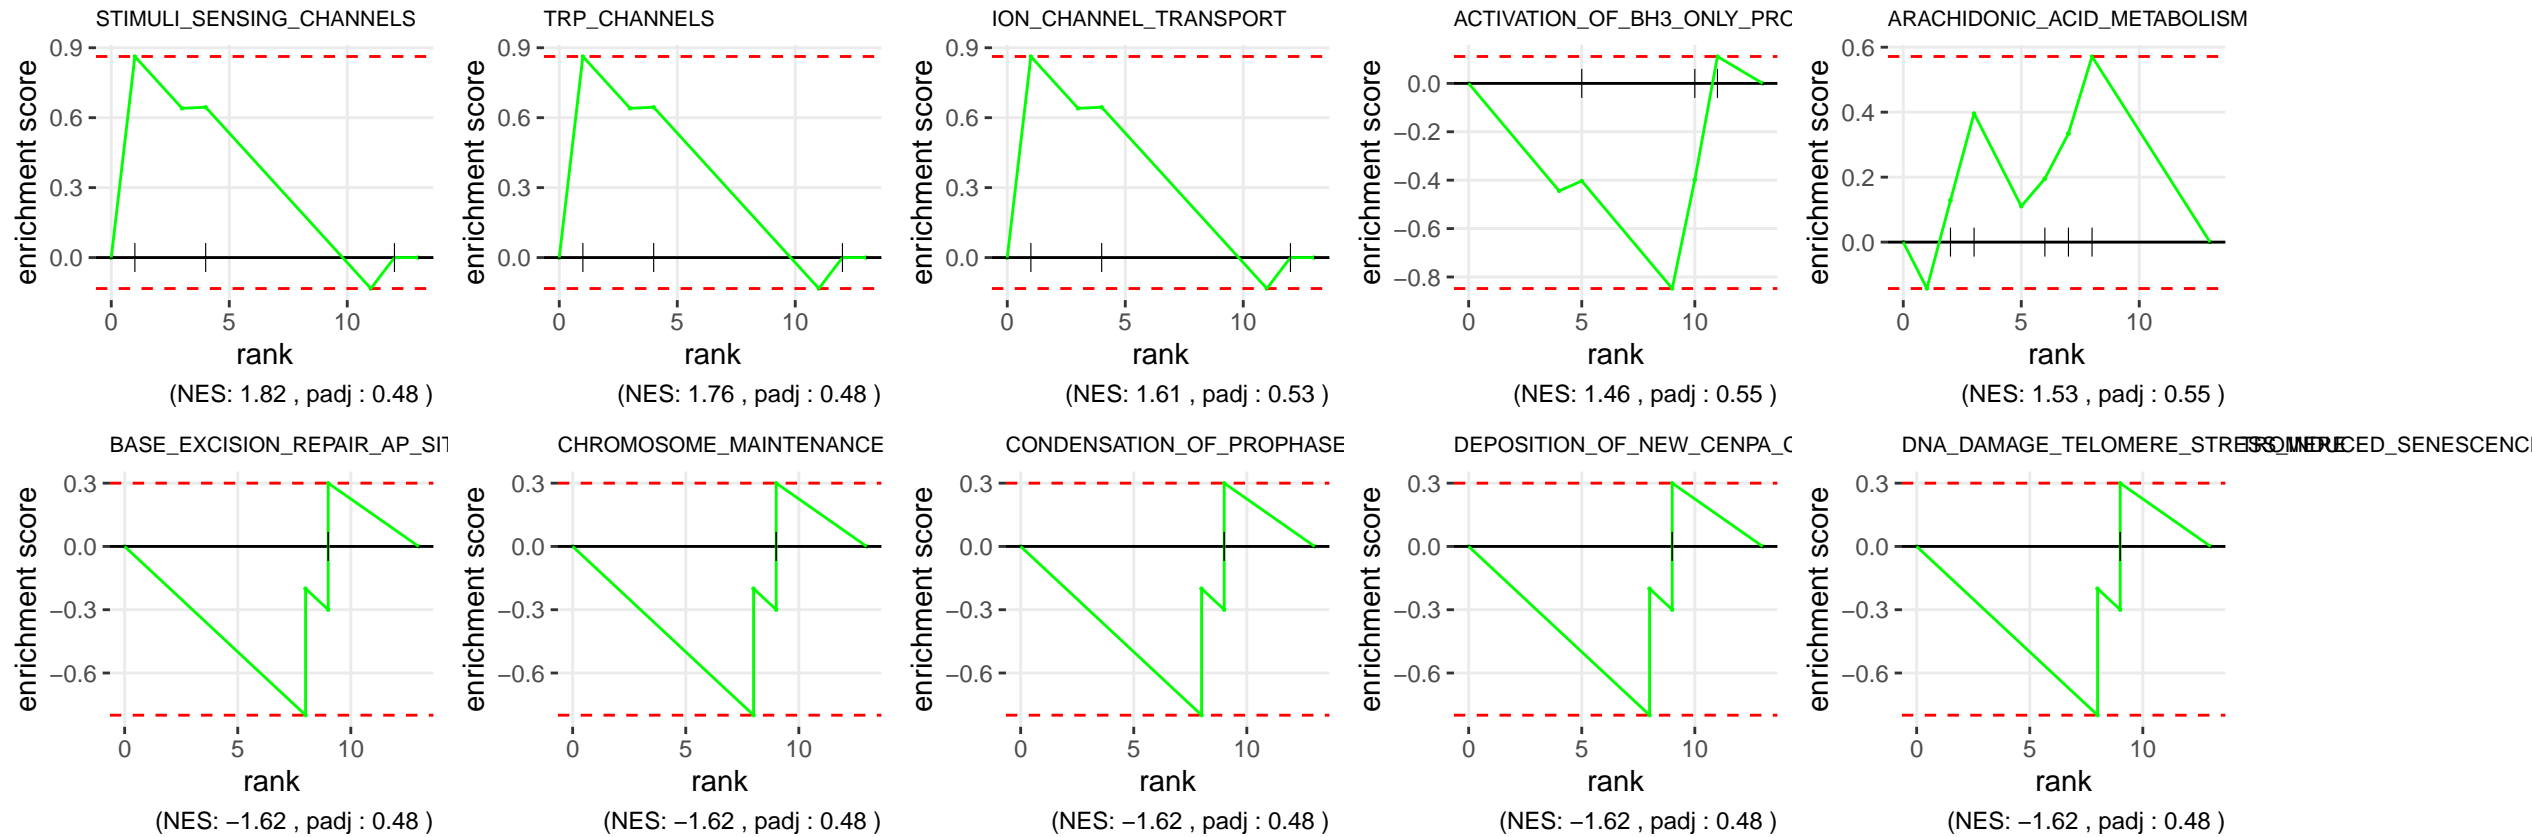 STIMULI_SENSING_CHANNELS
TRP_CHANNELS
ION_CHANNEL_TRANSPORT
ACTIVATION_OF_BH3_ONLY_PRO
ARACHIDONIC_ACID_METABOLISM
enrichment score
0.9
0.6
0.3
0.0
0 5 10
rank
(NES: 1.82 , padj : 0.48 )
enrichment score
0.9
0.6
0.3
0.0
0 5 10
rank
(NES: 1.76 , padj : 0.48 )
enrichment score
0.9
0.6
0.3
0.0
0 5 10
rank
(NES: 1.61 , padj : 0.53 )
enrichment score
0.0
−0.2
−0.4
−0.6
−0.8
0 5 10
rank
(NES: 1.46 , padj : 0.55 )
enrichment score
0.6
0.4
0.2
0.0
0 5 10
rank
(NES: 1.53 , padj : 0.55 )
BASE_EXCISION_REPAIR_AP_SIT
CHROMOSOME_MAINTENANCE
CONDENSATION_OF_PROPHASE
DEPOSITION_OF_NEW_CENPA_C
DNA_DAMAGE_TELOMERE_STRESS_INDUCED_SENESCENCE
enrichment score
0.3
0.0
−0.3
−0.6
0 5 10
rank
(NES: −1.62 , padj : 0.48 )
enrichment score
0.3
0.0
−0.3
−0.6
0 5 10
rank
(NES: −1.62 , padj : 0.48 )
enrichment score
0.3
0.0
−0.3
−0.6
0 5 10
rank
(NES: −1.62 , padj : 0.48 )
enrichment score
0.3
0.0
−0.3
−0.6
0 5 10
rank
(NES: −1.62 , padj : 0.48 )
enrichment score
0.3
0.0
−0.3
−0.6
0 5 10
rank
(NES: −1.62 , padj : 0.48 )